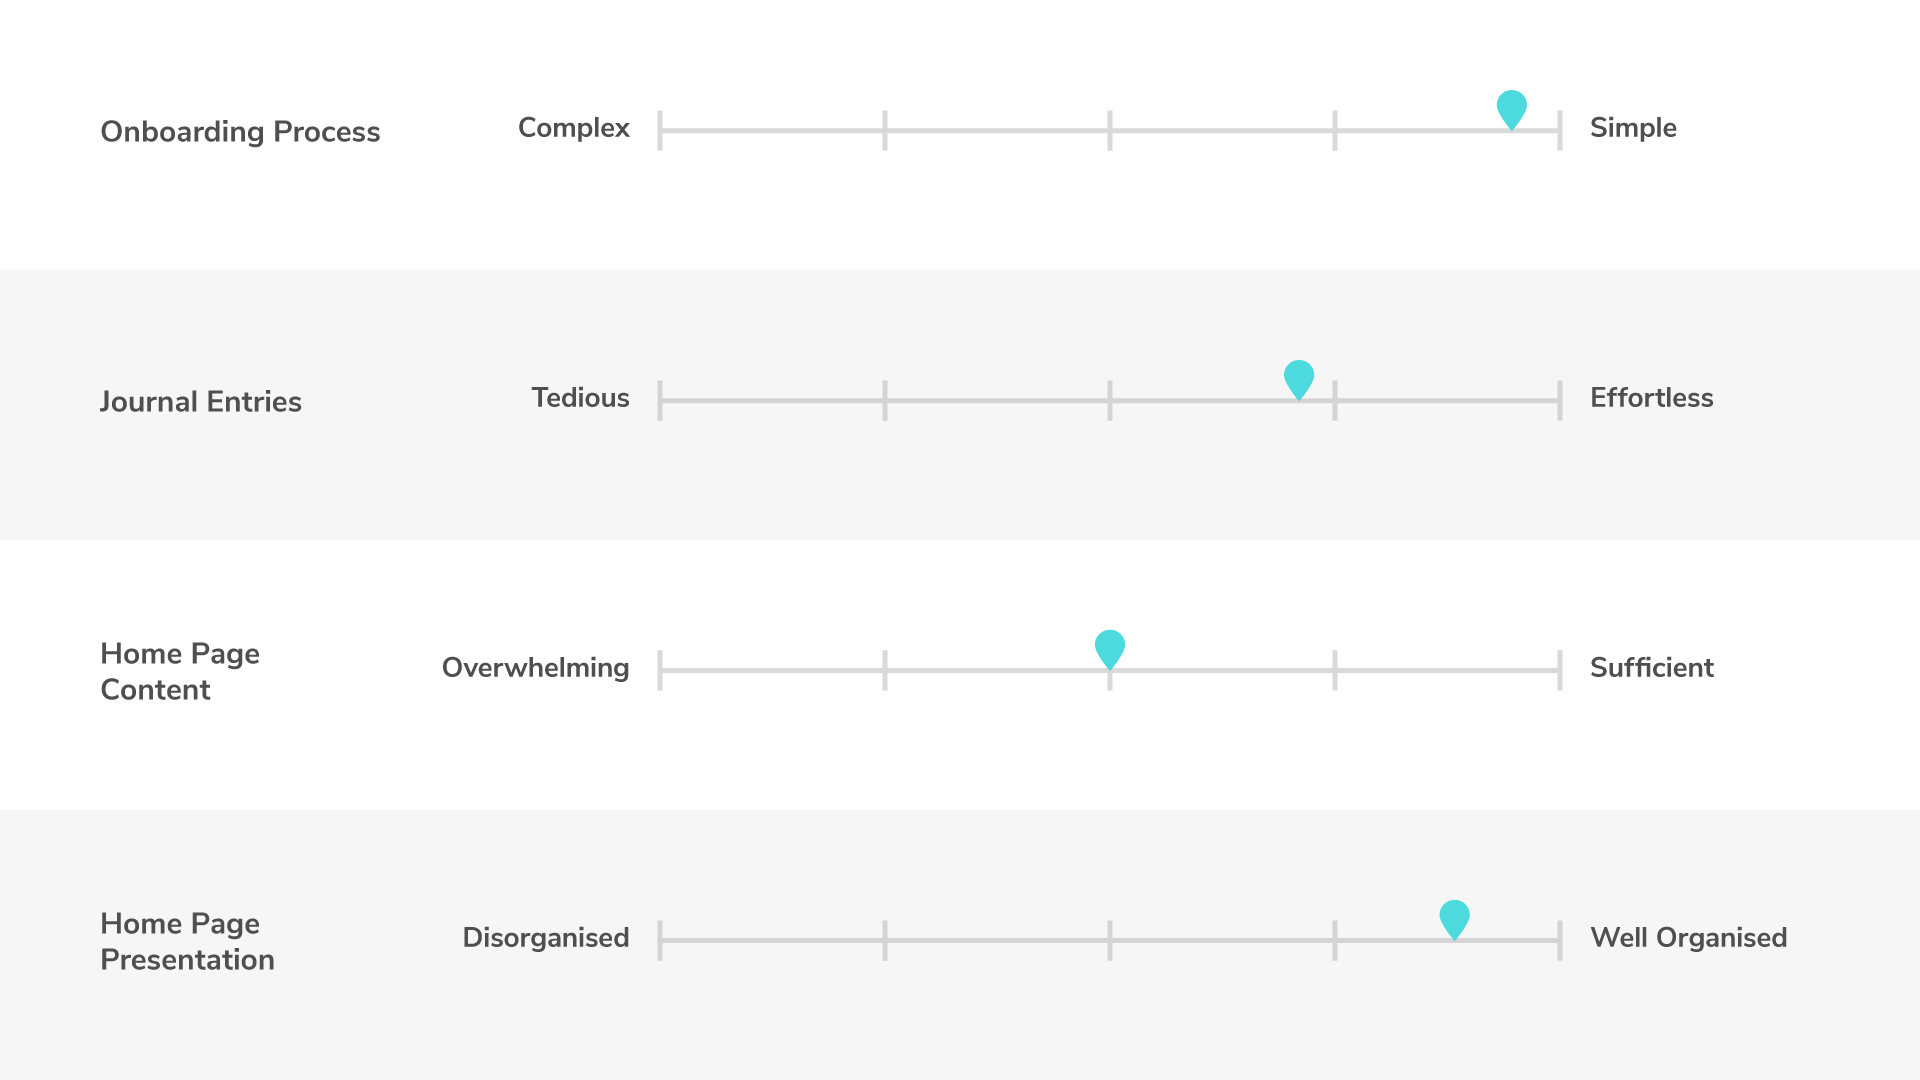 Onboarding Process
Complex
Simple
Journal Entries
Tedious
Effortless
Home Page
Content
Overwhelming
Sufficient
Home Page
Presentation
Disorganised
Well Organised